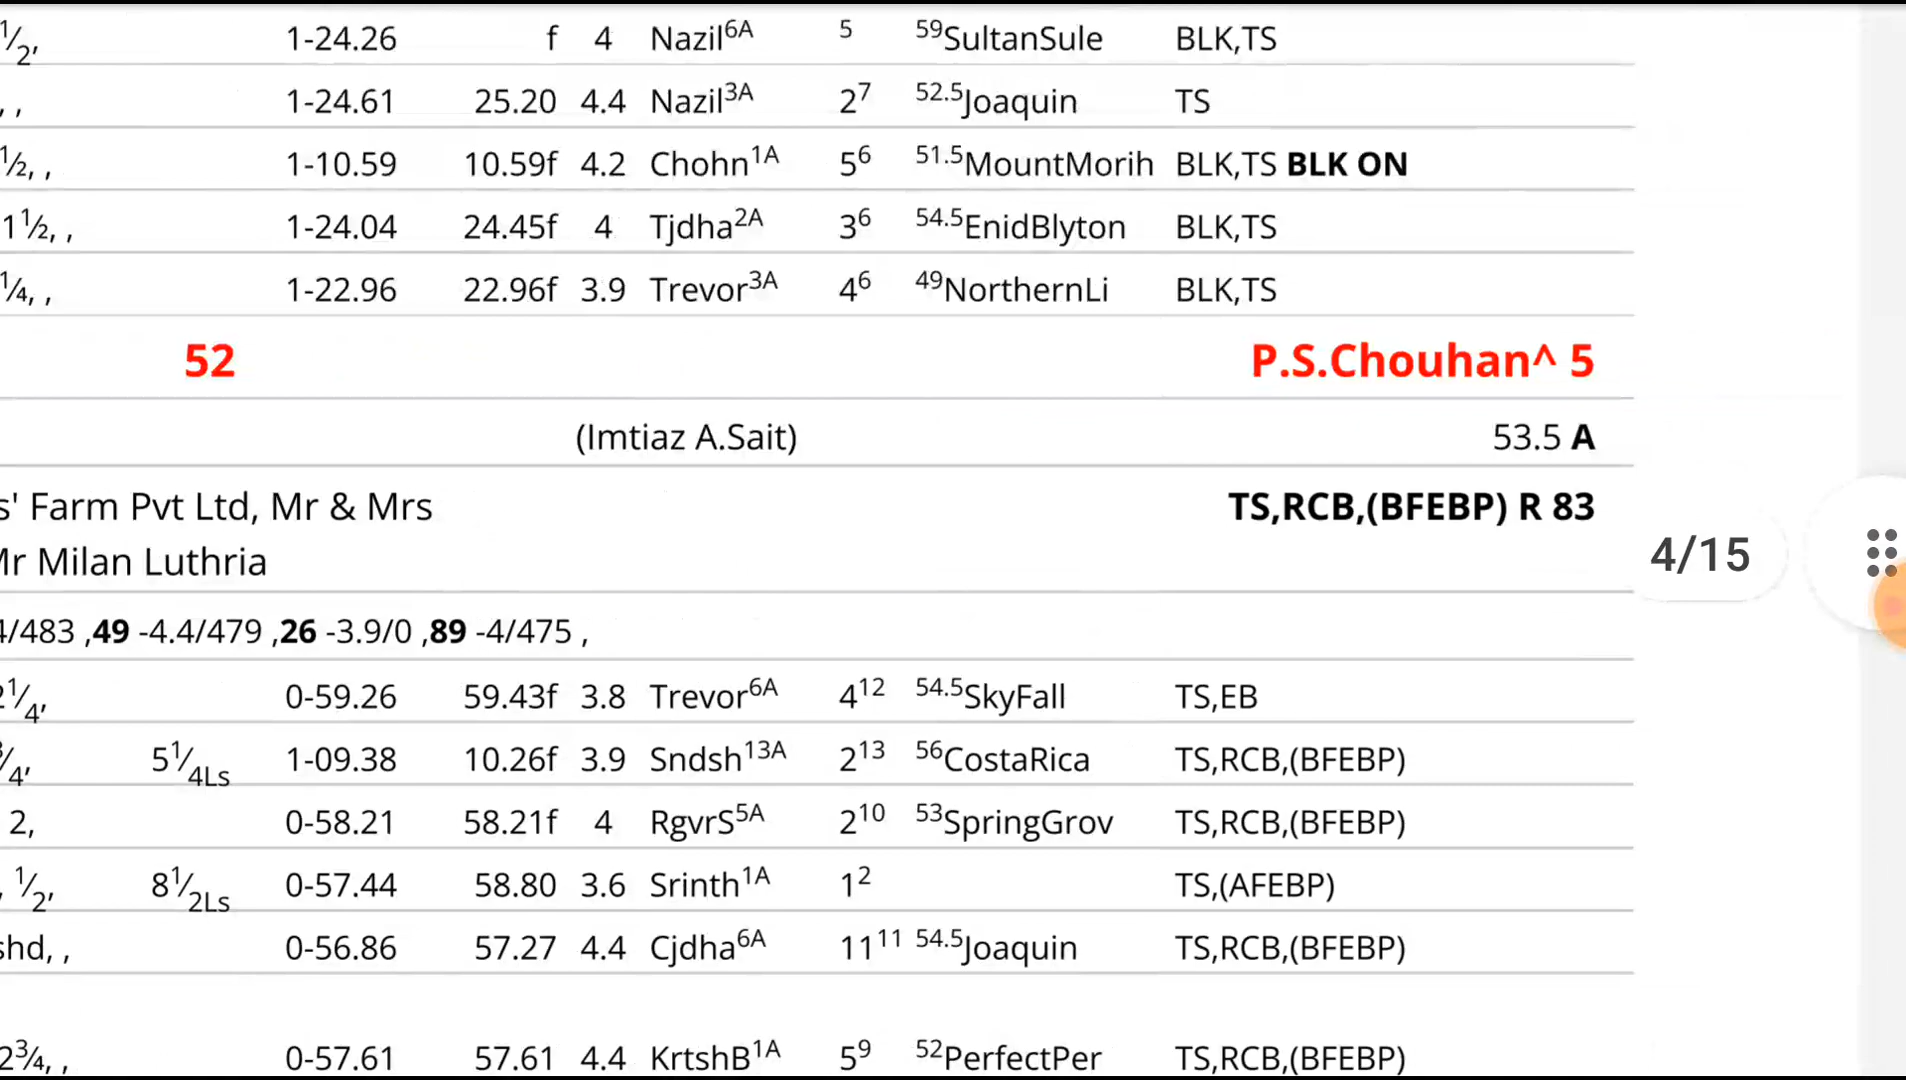 ½, 1-24.26 f 4 Nazil6A 5 59SultanSule BLK,TS
, , 1-24.61 25.20 4.4 Nazil3A 2⁷ 52.5Joaquin TS
½, , 1-10.59 10.59f 4.2 Chohn1A 5⁶ 51.5MountMorih BLK,TS BLK ON
1½, , 1-24.04 24.45f 4 Tjdha2A 3⁶ 54.5EnidBlyton BLK,TS
¼, , 1-22.96 22.96f 3.9 Trevor3A 4⁶ 49NorthernLi BLK,TS
52 P.S.Chouhan^ 5
(Imtiaz A.Sait) 53.5 A
s' Farm Pvt Ltd, Mr & Mrs TS,RCB,(BFEBP) R 83
Mr Milan Luthria
4/15
4/483 ,49 -4.4/479 ,26 -3.9/0 ,89 -4/475 ,
2¼, 0-59.26 59.43f 3.8 Trevor6A 4¹² 54.5SkyFall TS,EB
¾, 5¼Ls 1-09.38 10.26f 3.9 Sndsh13A 2¹³ 56CostaRica TS,RCB,(BFEBP)
2, 0-58.21 58.21f 4 RgvrS5A 2¹⁰ 53SpringGrov TS,RCB,(BFEBP)
, ½, 8½Ls 0-57.44 58.80 3.6 Srinth1A 1² TS,(AFEBP)
shd, , 0-56.86 57.27 4.4 Cjdha6A 11¹¹ 54.5Joaquin TS,RCB,(BFEBP)
2¾, , 0-57.61 57.61 4.4 KrtshB1A 5⁹ 52PerfectPer TS,RCB,(BFEBP)